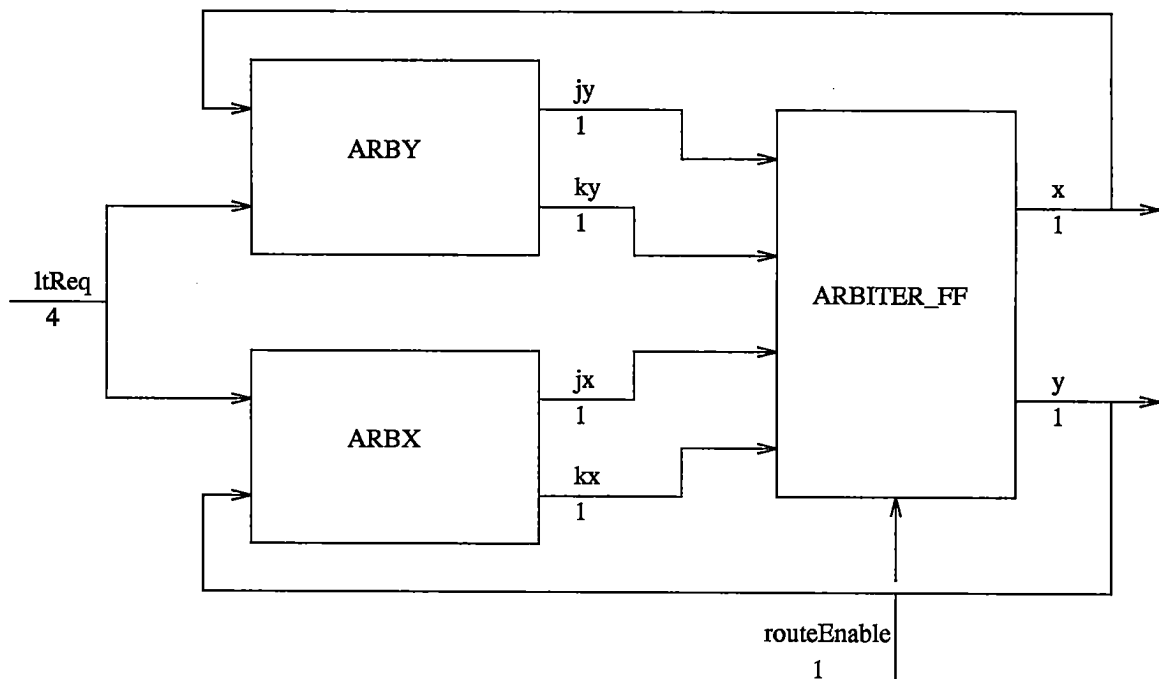 jy
1
ARBY
ky
1
x
1
ltReq
4
ARBITER_FF
jx
1
y
1
ARBX
kx
1
routeEnable
1